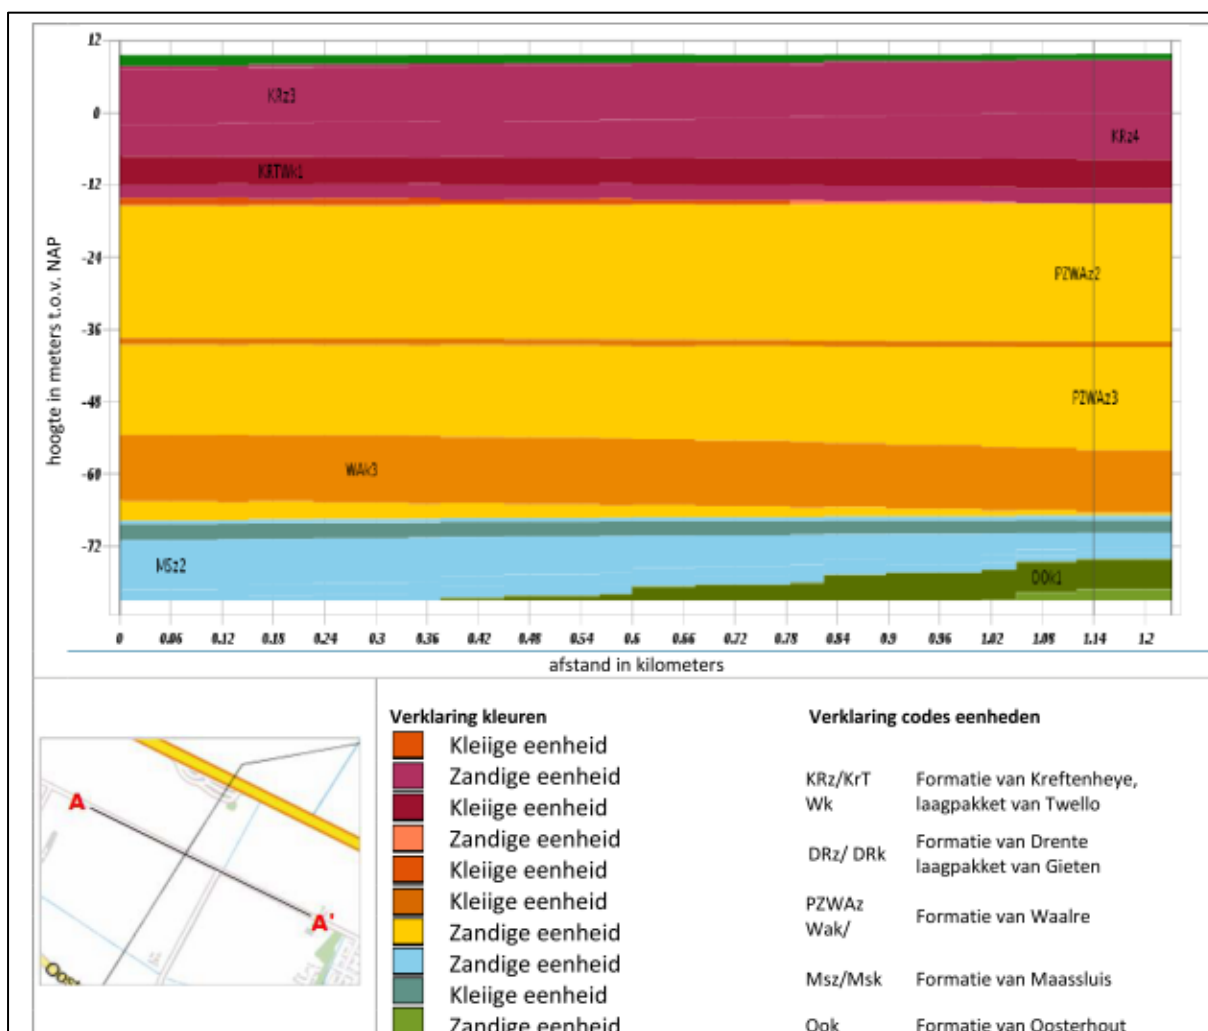 12
KRz3
0
KRz4
KRTWk1
-12
-24
PZWAz2
hoogte in meters t.o.v. NAP
-36
-48
PZWAz3
WAk3
-60
-72
MSz2
OOk1
0 0.06 0.12 0.18 0.24 0.3 0.36 0.42 0.48 0.54 0.6 0.66 0.72 0.78 0.84 0.9 0.96 1.02 1.08 1.14 1.2
afstand in kilometers
A
A'
Oost
Verklaring kleuren
Kleiige eenheid
Zandige eenheid
Kleiige eenheid
Zandige eenheid
Kleiige eenheid
Kleiige eenheid
Zandige eenheid
Zandige eenheid
Kleiige eenheid
Zandige eenheid
Verklaring codes eenheden
KRz/KrT Formatie van Kreftenheye,
Wk laagpakket van Twello
DRz/ DRk Formatie van Drente
laagpakket van Gieten
PZWAz
Wak/ Formatie van Waalre
Msz/Msk Formatie van Maassluis
Ook Formatie van Oosterhout